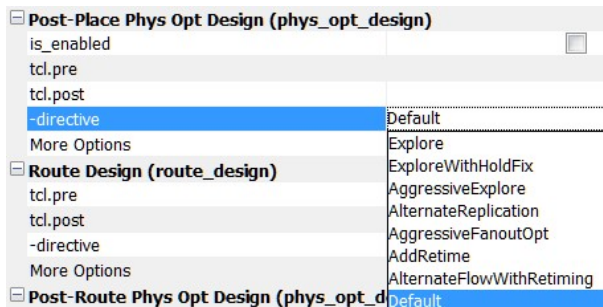 Post-Place Phys Opt Design (phys_opt_design)
is_enabled
tcl.pre
tcl.post
-directive Default
More Options Explore
ExploreWithHoldFix
Route Design (route_design) AggressiveExplore
tcl.pre AlternateReplication
tcl.post AggressiveFanoutOpt
-directive AddRetime
More Options AlternateFlowWithRetiming
Post-Route Phys Opt Design (phys_opt_d Default